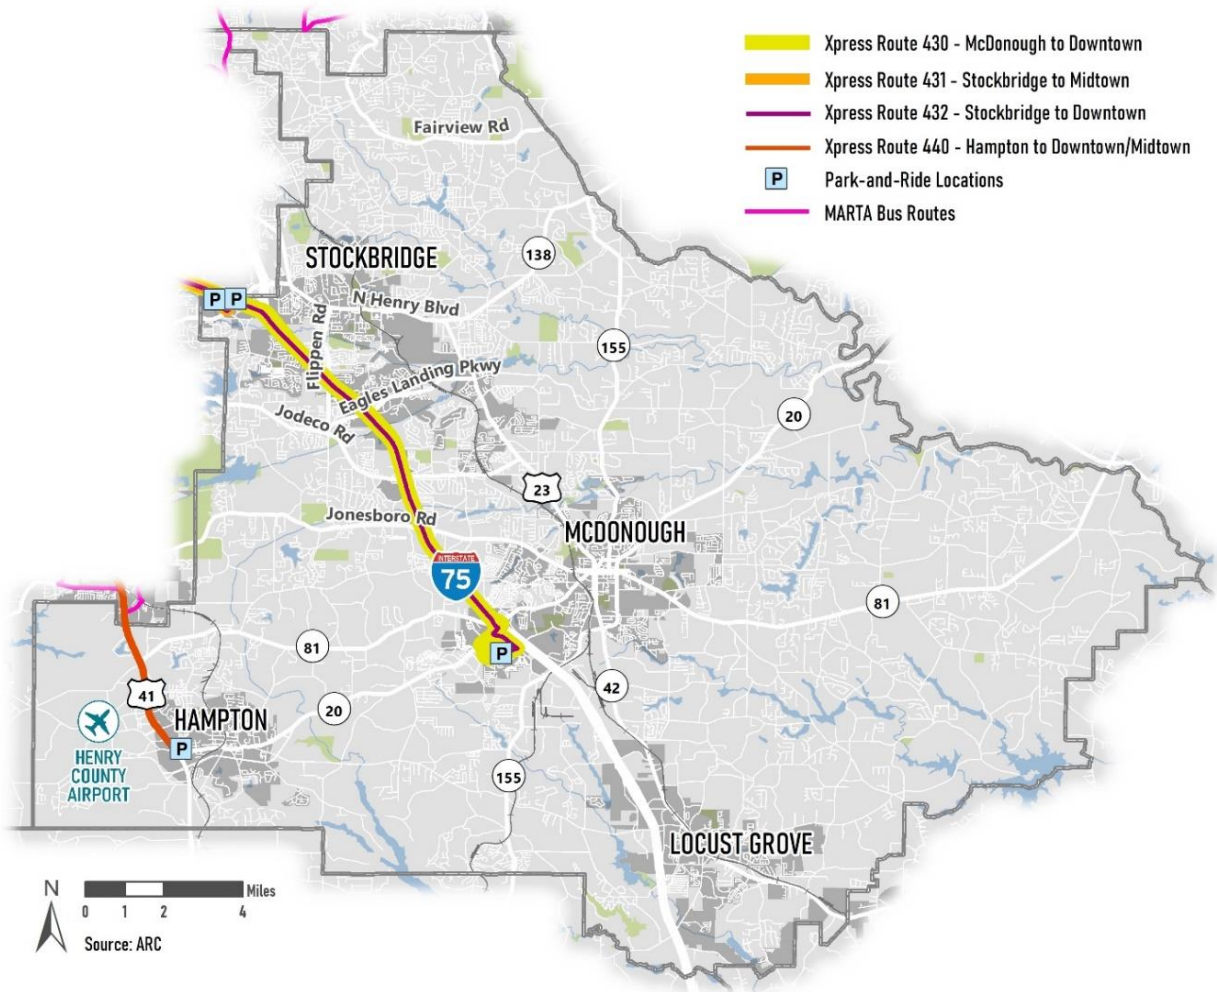 Xpress Route 430 - McDonough to Downtown
Xpress Route 431 - Stockbridge to Midtown
Xpress Route 432 - Stockbridge to Downtown
Xpress Route 440 - Hampton to Downtown/Midtown
P
Park-and-Ride Locations
MARTA Bus Routes
Fairview Rd
STOCKBRIDGE
138
P P
N Henry Blvd
Flippen Rd
155
Eagles Landing Pkwy
Jodeco Rd
20
23
Jonesboro Rd
MCDONOUGH
INTERSTATE
75
81
81
P
42
41
20
HAMPTON
P
HENRY
COUNTY
AIRPORT
155
LOCUST GROVE
N
Miles
0 1 2 4
Source: ARC